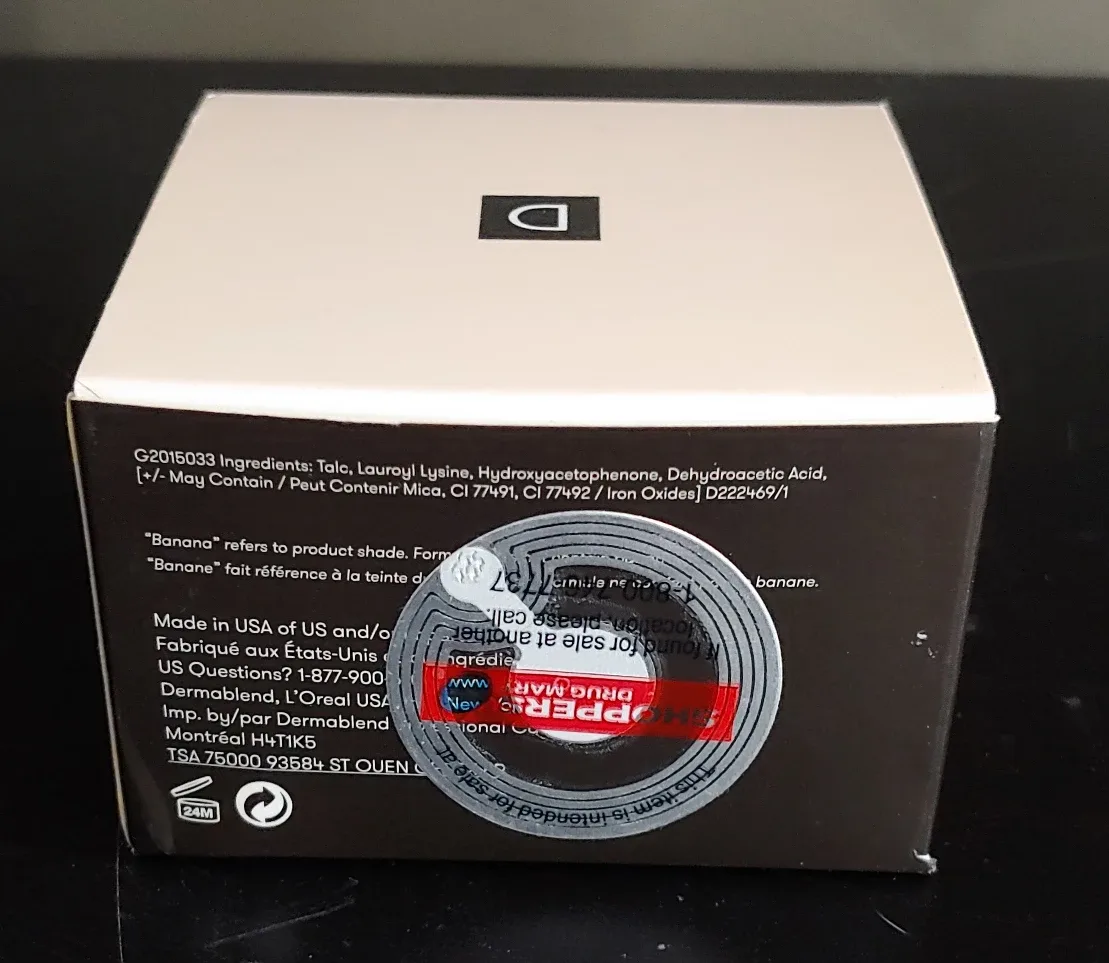 D
G2015033 Ingredients: Talc, Lauroyl Lysine, Hydroxyacetophenone, Dehydroacetic Acid,
[+/- May Contain / Peut Contenir Mica, CI 77491, CI 77492 / Iron Oxides] D222469/1
"Banana" refers to product shade.
"Banane" fait référence à la teinte banane.
Made in USA of US
Fabriqué aux États-Unis
US Questions? 1-877-900
Dermablend, L'Oreal USA New
Imp. by/par Dermablend
Montréal H4T1K5
TSA 75000 93584 ST OUEN
24M
This item is intended for sale at
SHOPPERS
DRUG MAR
If found for sale at another
location, please call.